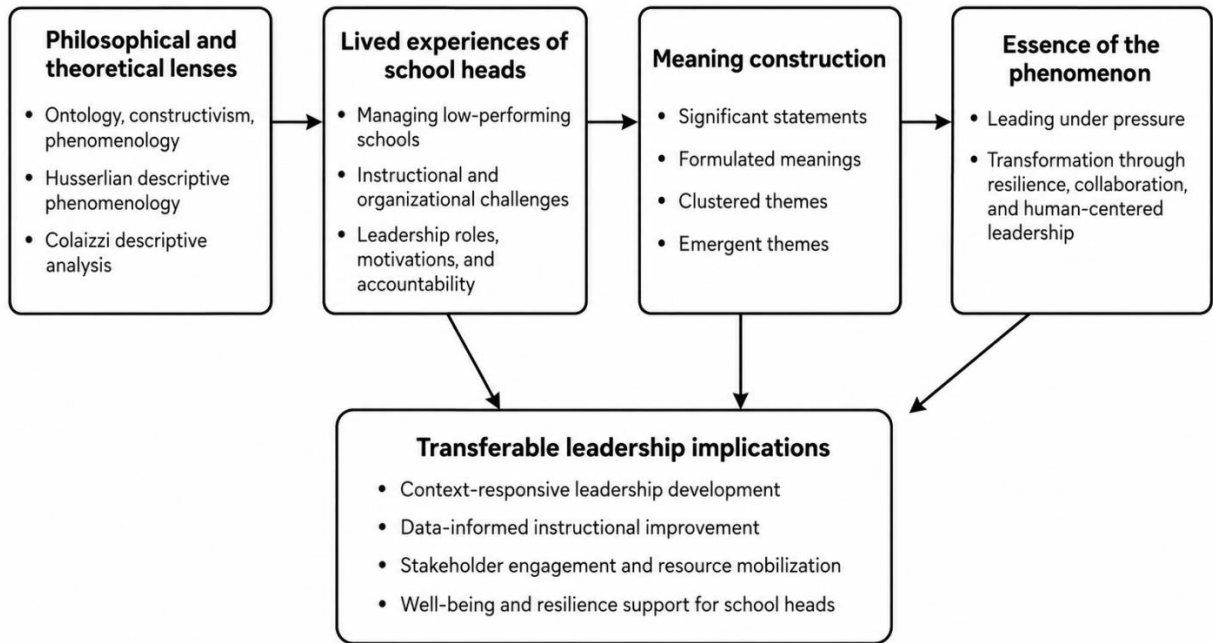 Philosophical and
theoretical lenses
• Ontology, constructivism,
phenomenology
• Husserlian descriptive
phenomenology
• Colaizzi descriptive
analysis
Lived experiences of
school heads
• Managing low-performing
schools
• Instructional and
organizational challenges
• Leadership roles,
motivations, and
accountability
Meaning construction
• Significant statements
• Formulated meanings
• Clustered themes
• Emergent themes
Essence of the
phenomenon
• Leading under pressure
• Transformation through
resilience, collaboration,
and human-centered
leadership
Transferable leadership implications
• Context-responsive leadership development
• Data-informed instructional improvement
• Stakeholder engagement and resource mobilization
• Well-being and resilience support for school heads